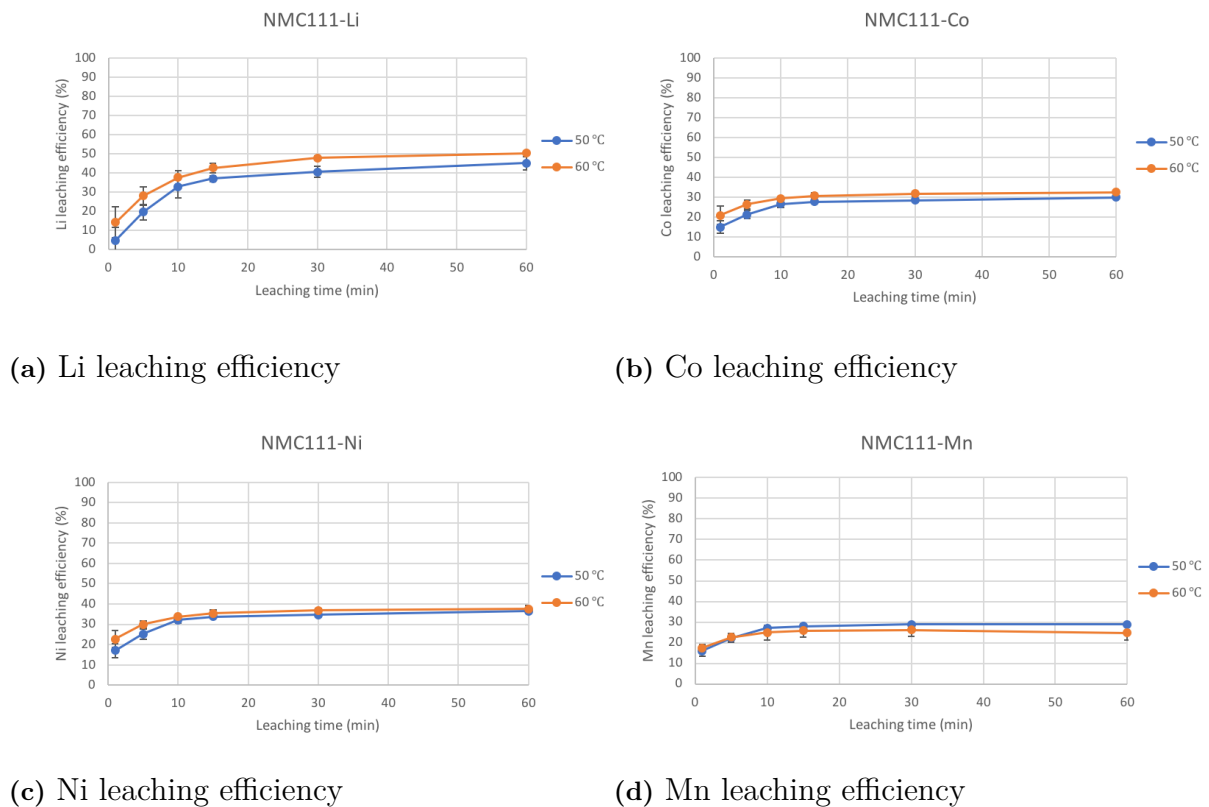 NMC111-Li
Li leaching efficiency (%)
100
90
80
70
60
50
40
30
20
10
0
0 10 20 30 40 50 60
Leaching time (min)
50 °C
60 °C
(a) Li leaching efficiency
NMC111-Co
Co leaching efficiency (%)
100
90
80
70
60
50
40
30
20
10
0
0 10 20 30 40 50 60
Leaching time (min)
50 °C
60 °C
(b) Co leaching efficiency
NMC111-Ni
Ni leaching efficiency (%)
100
90
80
70
60
50
40
30
20
10
0
0 10 20 30 40 50 60
Leaching time (min)
50 °C
60 °C
(c) Ni leaching efficiency
NMC111-Mn
Mn leaching efficiency (%)
100
90
80
70
60
50
40
30
20
10
0
0 10 20 30 40 50 60
Leaching time (min)
50 °C
60 °C
(d) Mn leaching efficiency